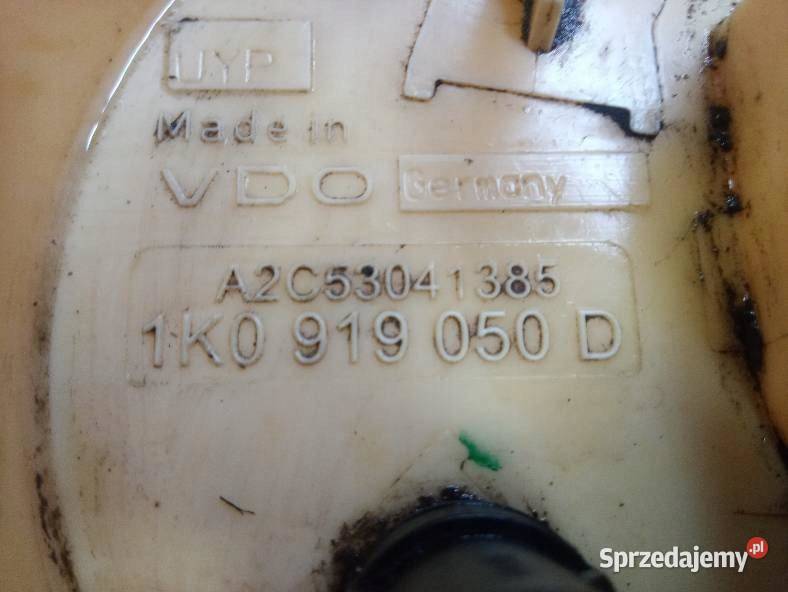 UYP
Made in
VDO Germany
A2C53041385
1K0 919 050 D
Sprzedajemy.pl